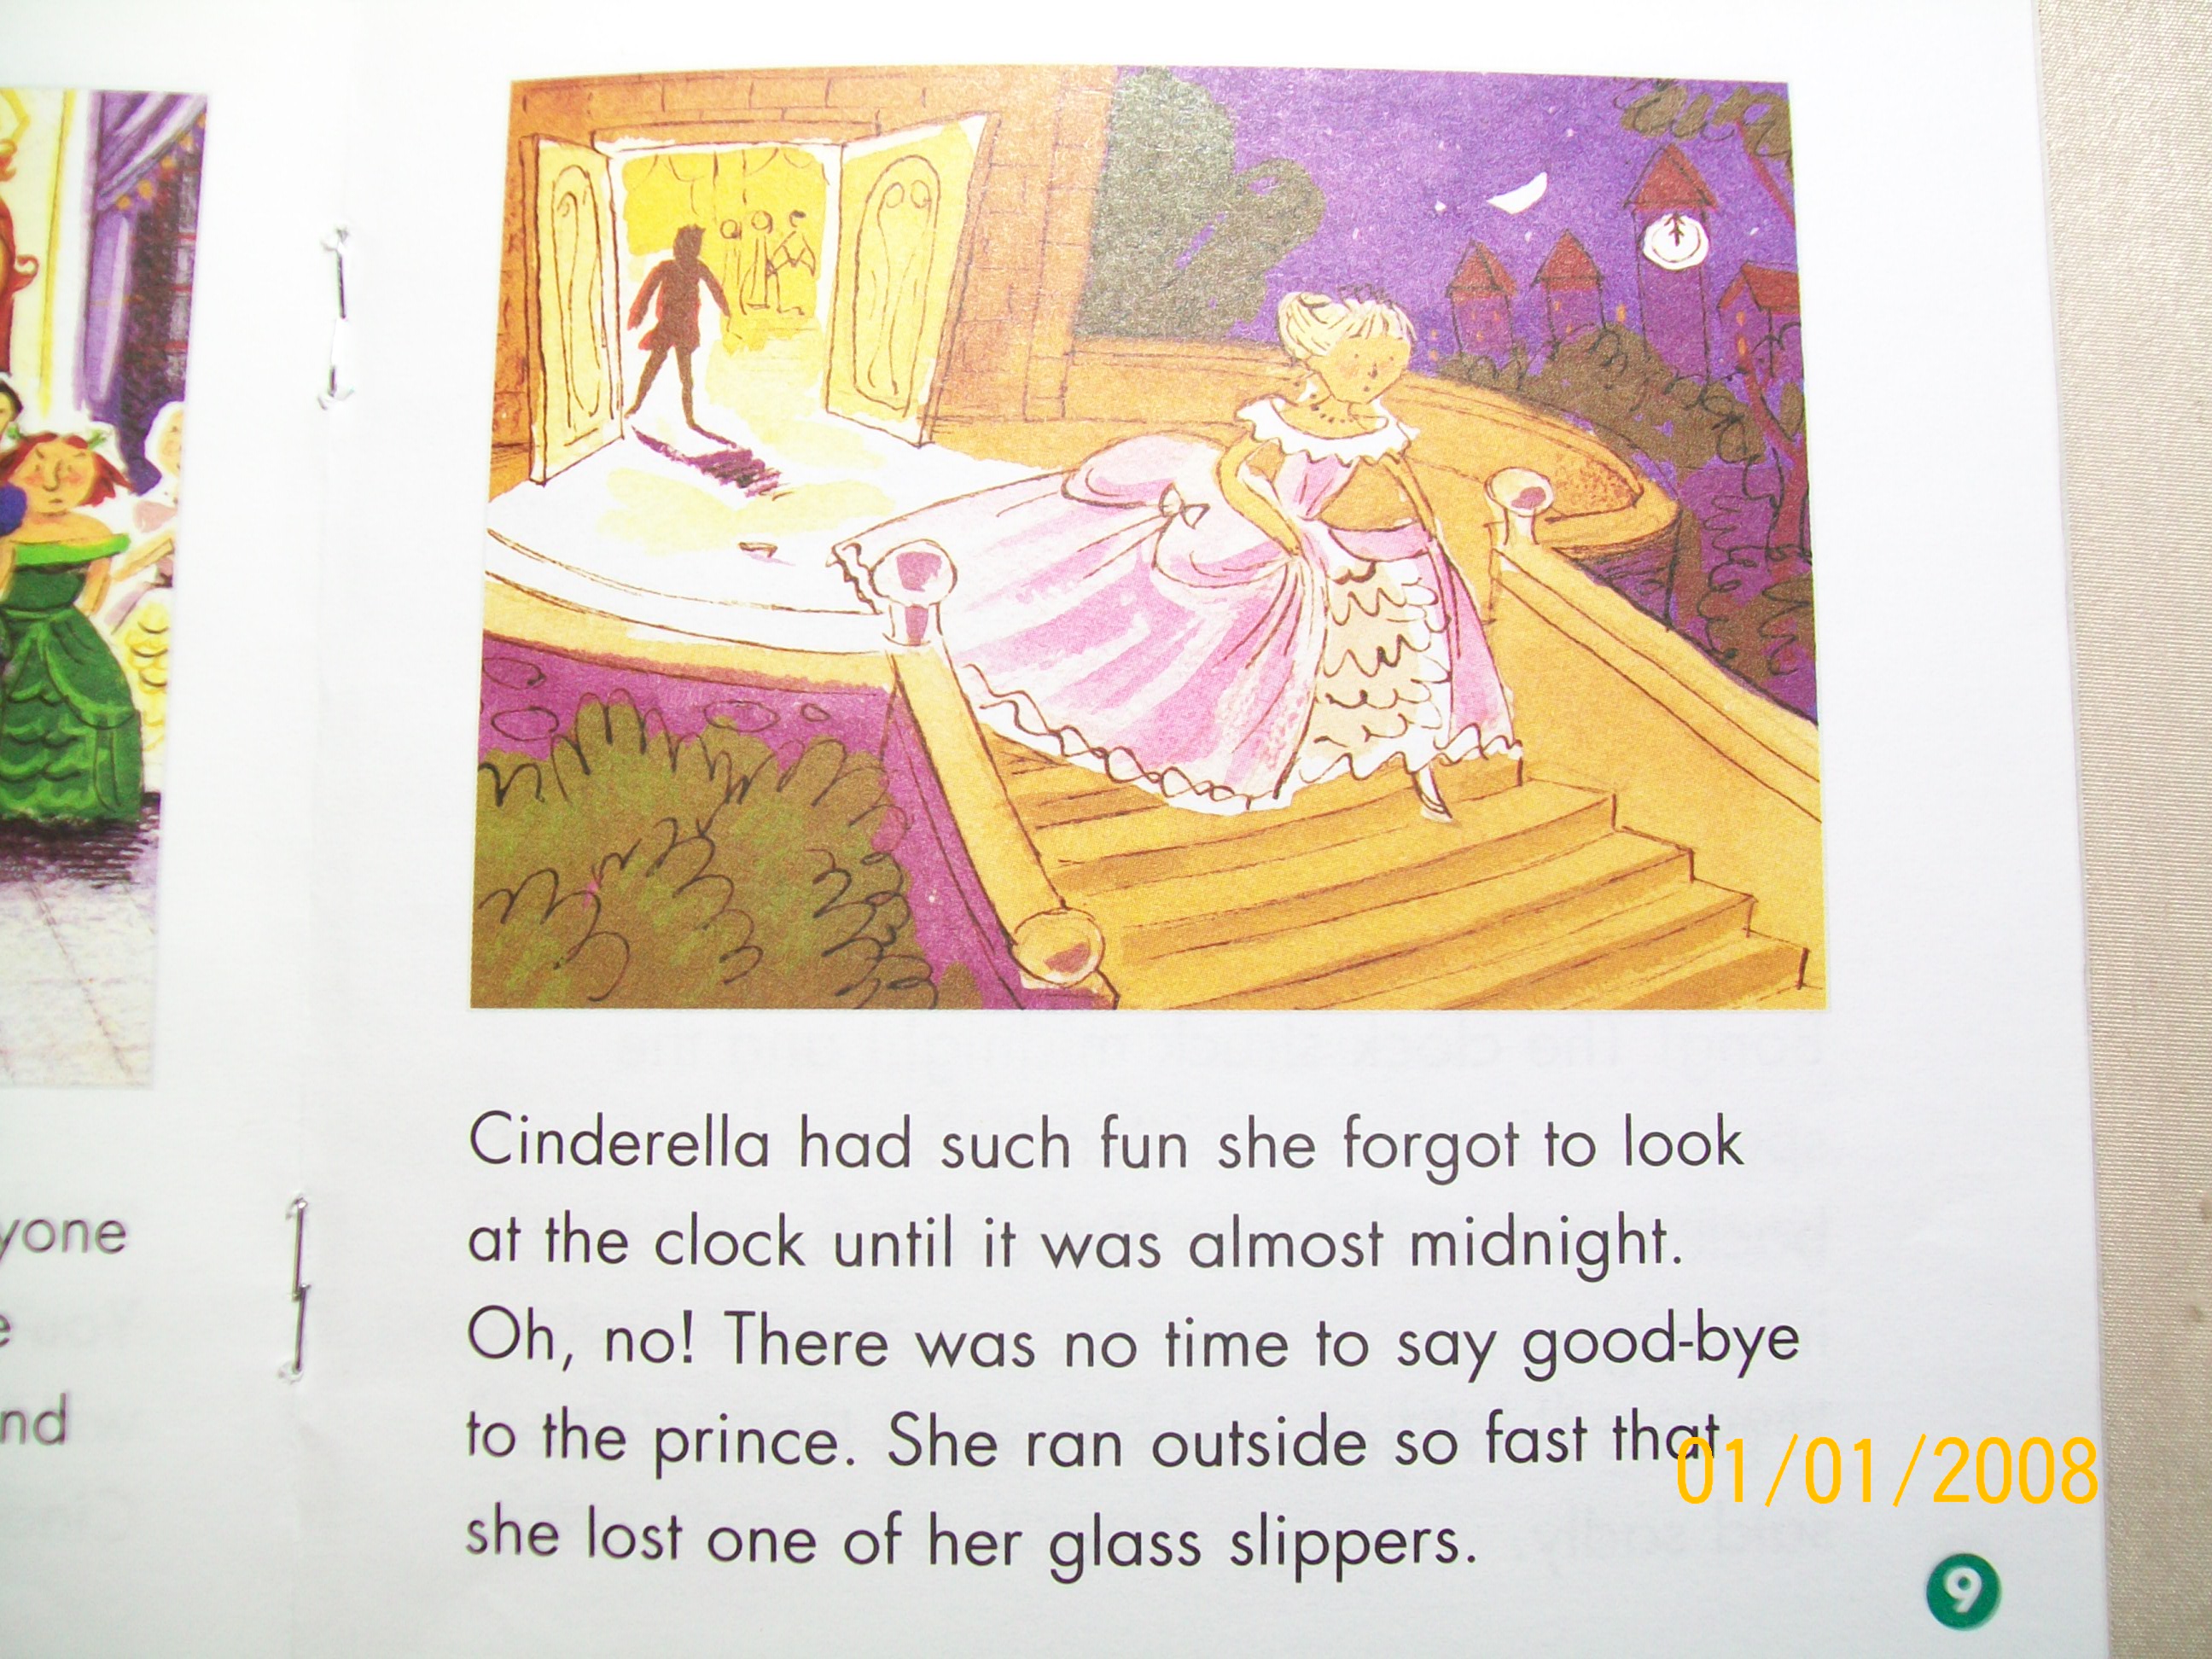 yone
e
nd
Cinderella had such fun she forgot to look
at the clock until it was almost midnight.
Oh, no! There was no time to say good-bye
to the prince. She ran outside so fast that
she lost one of her glass slippers.
01/01/2008
9